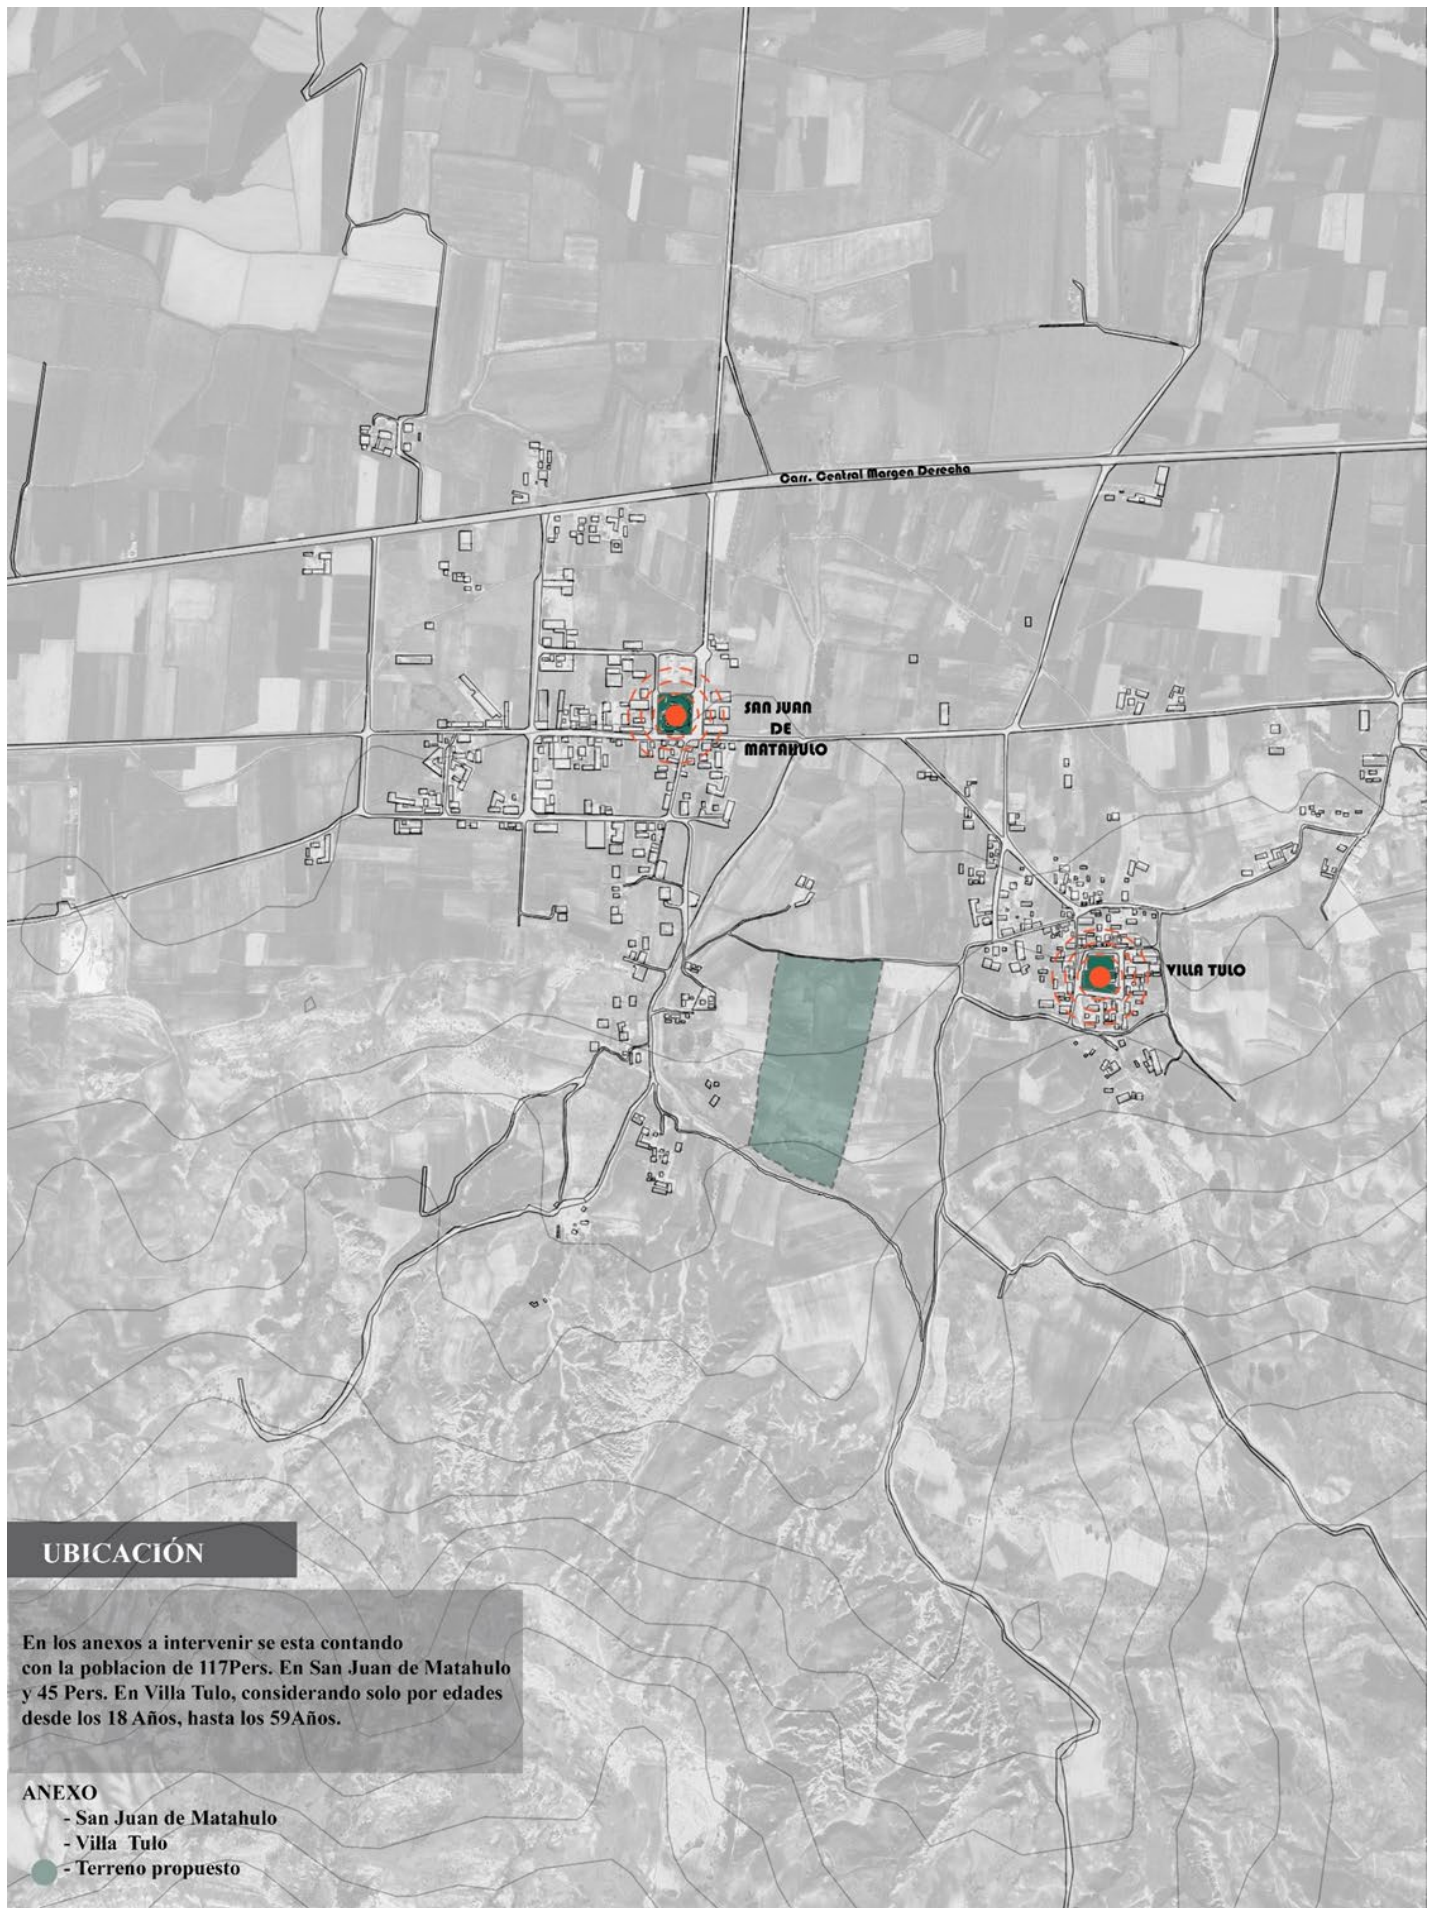 Carr. Central Margen Derecha
SAN JUAN
DE
MATAHULO
VILLA TULO
UBICACIÓN
En los anexos a intervenir se esta contando
con la poblacion de 117Pers. En San Juan de Matahulo
y 45 Pers. En Villa Tulo, considerando solo por edades
desde los 18 Años, hasta los 59Años.
ANEXO
- San Juan de Matahulo
- Villa Tulo
- Terreno propuesto